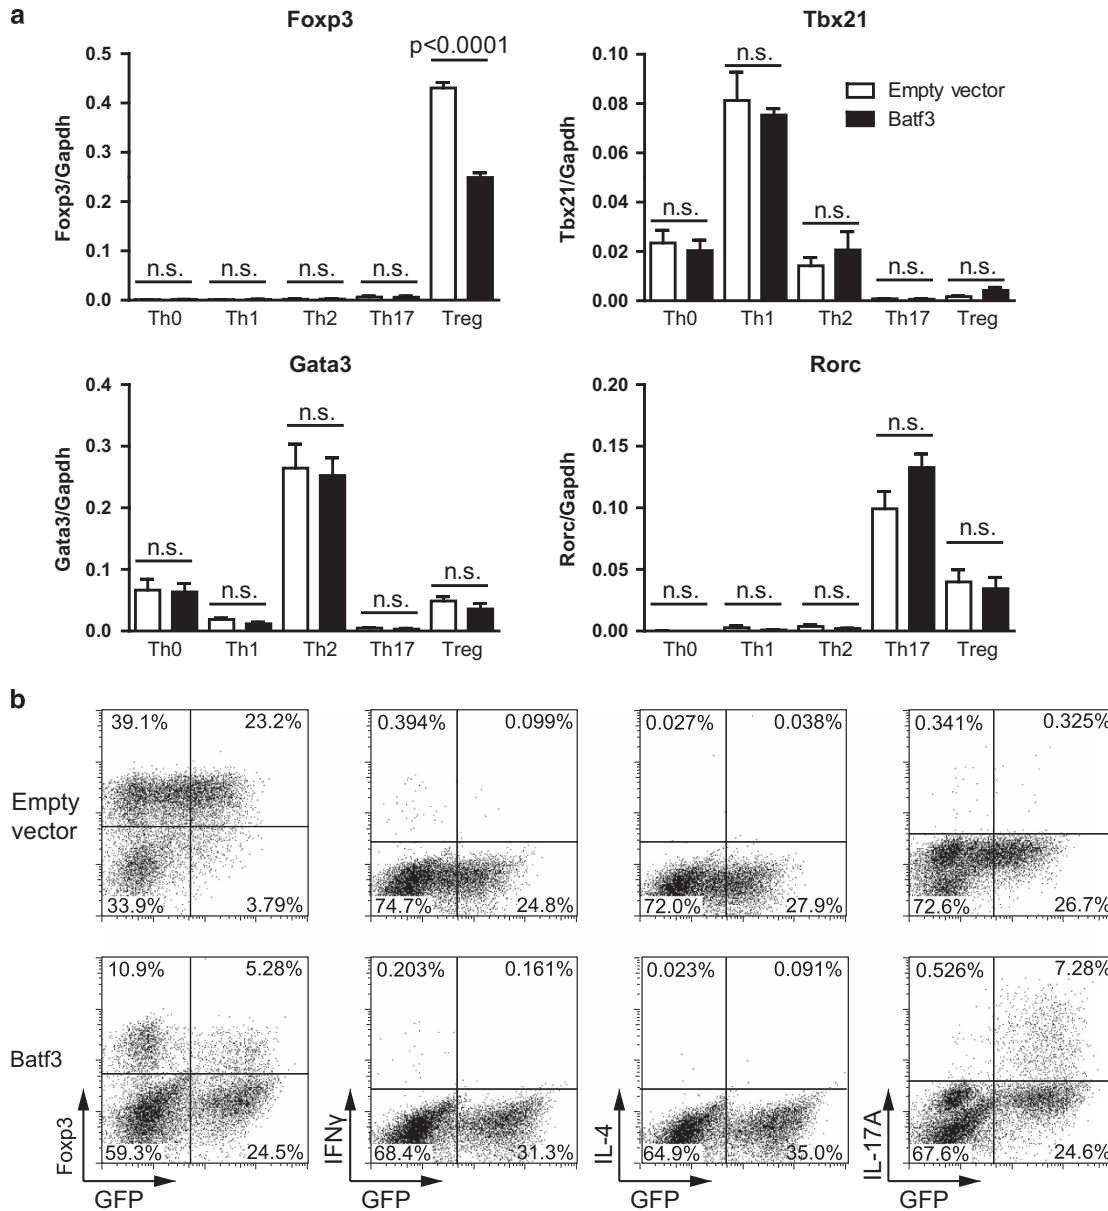 a
Foxp3
Tbx21
p<0.0001
n.s.
Foxp3/Gapdh
0.5
0.4
0.3
0.2
0.1
0.0
n.s.
n.s.
n.s.
n.s.
Th0
Th1
Th2
Th17
Treg
Tbx21/Gapdh
0.10
0.08
0.06
0.04
0.02
0.00
Empty vector
Batf3
n.s.
n.s.
n.s.
n.s.
Th0
Th1
Th2
Th17
Treg
Gata3
Gata3/Gapdh
0.4
0.3
0.2
0.1
0.0
n.s.
n.s.
n.s.
n.s.
n.s.
Th0
Th1
Th2
Th17
Treg
Rorc
Rorc/Gapdh
0.20
0.15
0.10
0.05
0.00
n.s.
n.s.
n.s.
n.s.
n.s.
Th0
Th1
Th2
Th17
Treg
b
Empty
vector
39.1% 23.2%
33.9% 3.79%
0.394% 0.099%
74.7% 24.8%
0.027% 0.038%
72.0% 27.9%
0.341% 0.325%
72.6% 26.7%
Batf3
10.9% 5.28%
59.3% 24.5%
Foxp3
GFP
0.203% 0.161%
68.4% 31.3%
IFNγ
GFP
0.023% 0.091%
64.9% 35.0%
IL-4
GFP
0.526% 7.28%
67.6% 24.6%
IL-17A
GFP